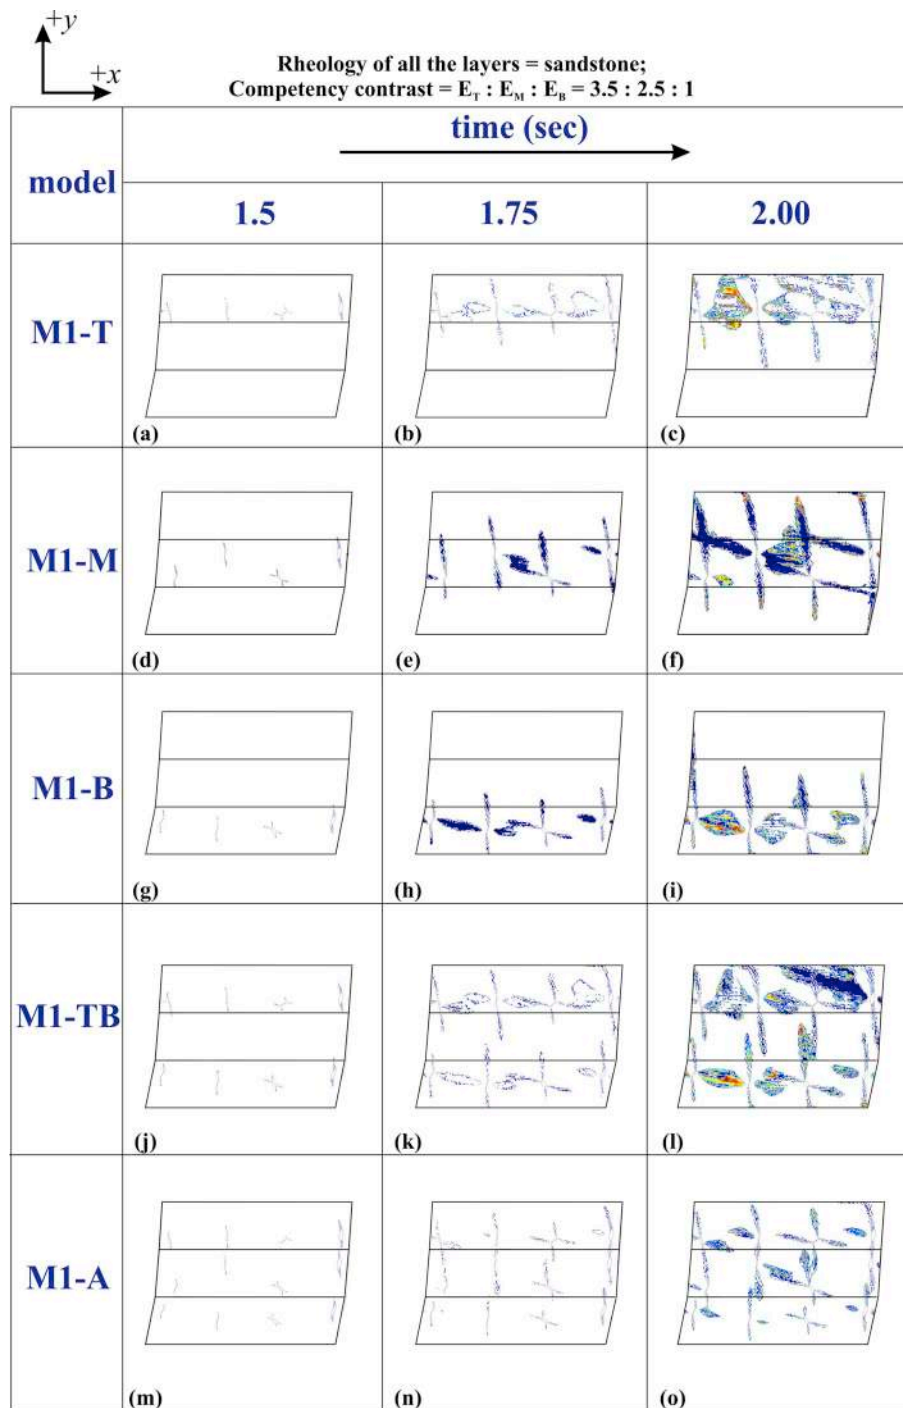 +y
+x
Rheology of all the layers = sandstone;
Competency contrast = E_T : E_M : E_B = 3.5 : 2.5 : 1
model
time (sec)
1.5
1.75
2.00
M1-T
(a)
(b)
(c)
M1-M
(d)
(e)
(f)
M1-B
(g)
(h)
(i)
M1-TB
(j)
(k)
(l)
M1-A
(m)
(n)
(o)